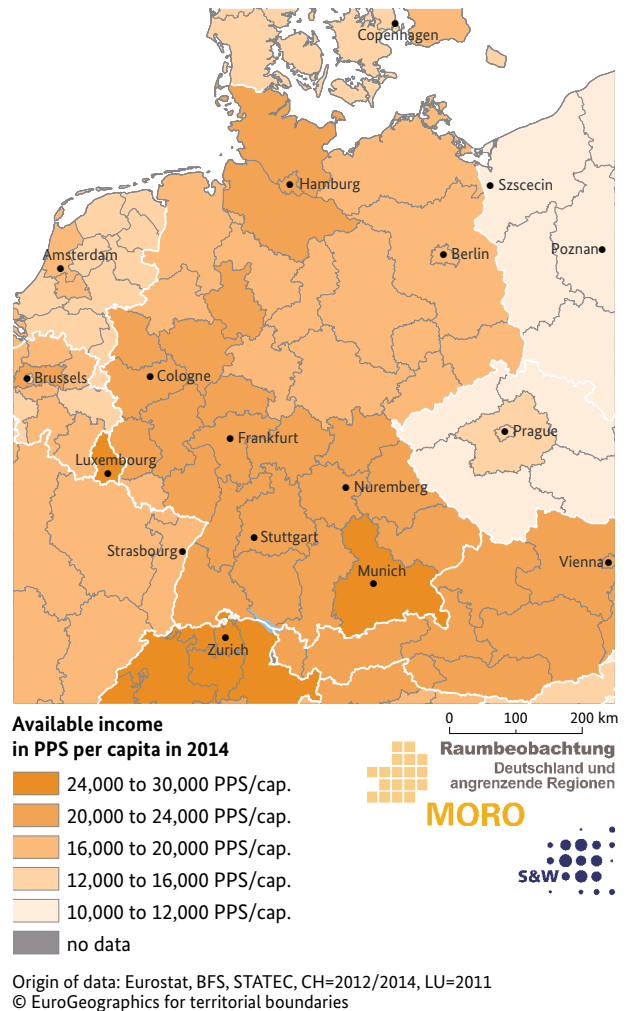 Copenhagen
Hamburg
Szscecin
Amsterdam
Berlin
Poznan
Brussels
Cologne
Frankfurt
Prague
Luxembourg
Nuremberg
Strasbourg
Stuttgart
Vienna
Munich
Zurich
Available income
in PPS per capita in 2014
24,000 to 30,000 PPS/cap.
20,000 to 24,000 PPS/cap.
16,000 to 20,000 PPS/cap.
12,000 to 16,000 PPS/cap.
10,000 to 12,000 PPS/cap.
no data
0 100 200 km
Raumbeobachtung
Deutschland und
angrenzende Regionen
MORO
S&W
Origin of data: Eurostat, BFS, STATEC, CH=2012/2014, LU=2011
© EuroGeographics for territorial boundaries